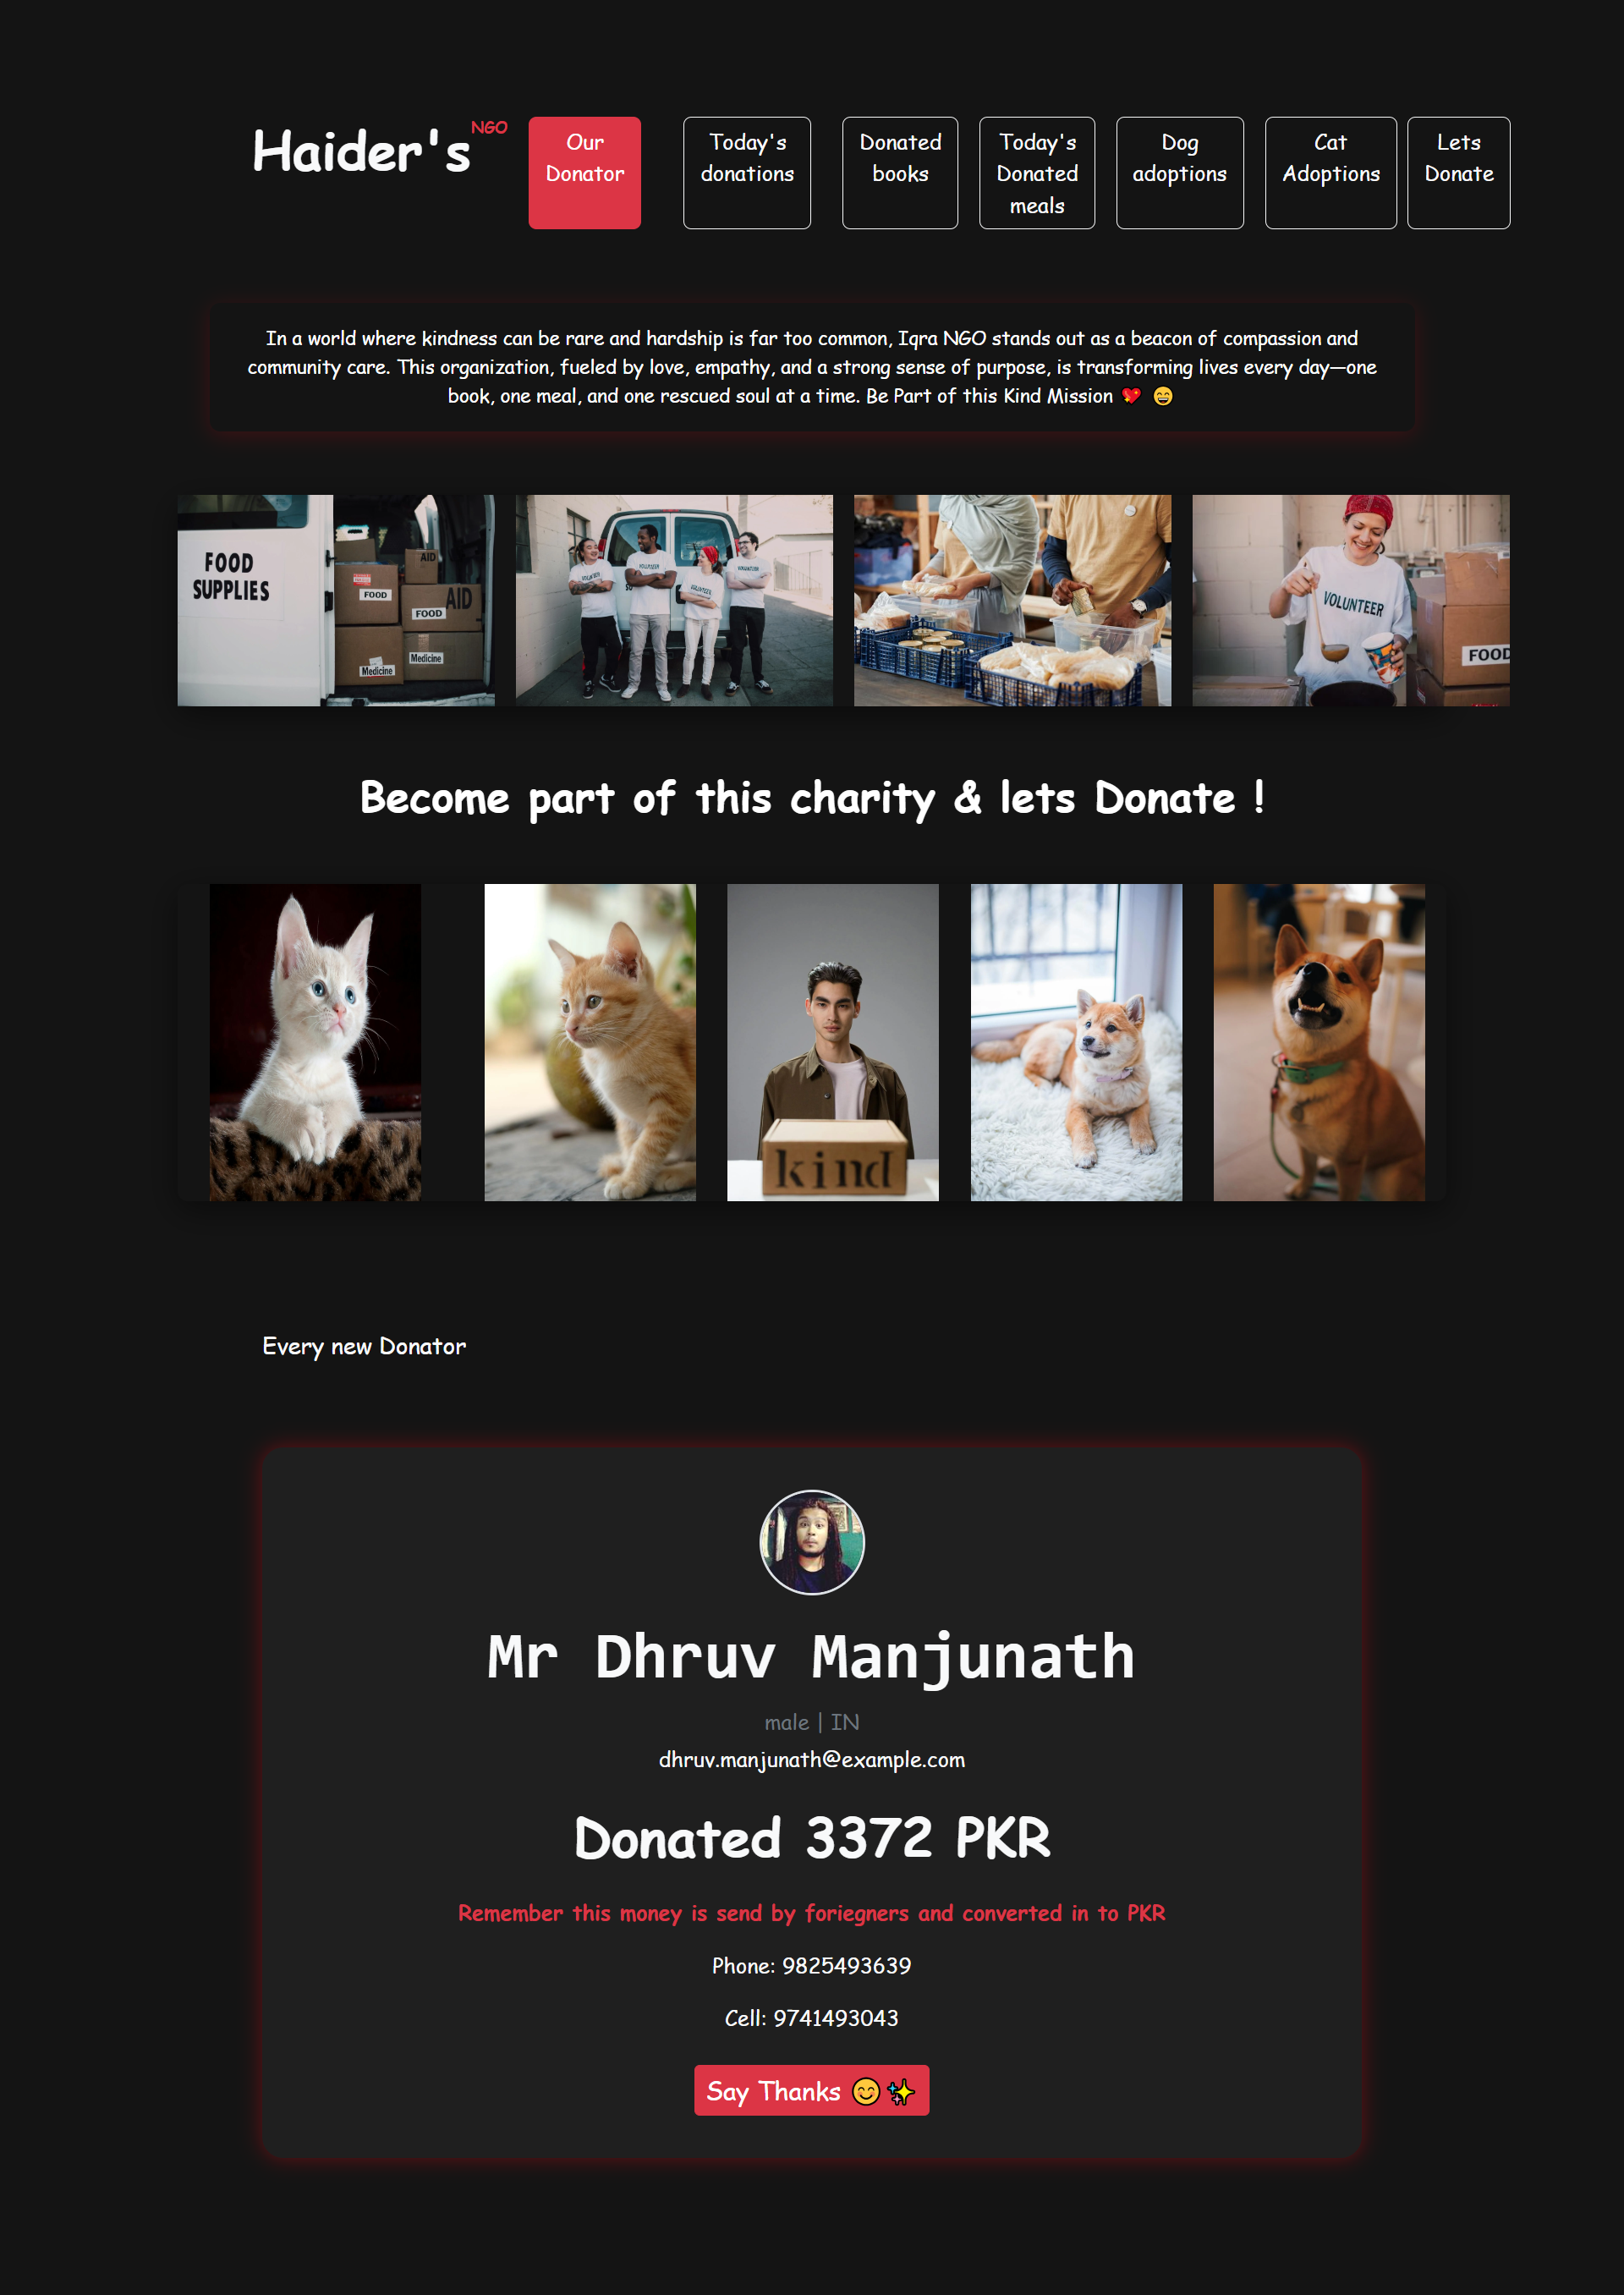 Haider's NGO
Our
Donator
Today's
donations
Donated
books
Today's
Donated
meals
Dog
adoptions
Cat
Adoptions
Lets
Donate
In a world where kindness can be rare and hardship is far too common, Iqra NGO stands out as a beacon of compassion and
community care. This organization, fueled by love, empathy, and a strong sense of purpose, is transforming lives every day—one
book, one meal, and one rescued soul at a time. Be Part of this Kind Mission 💖 😄
FOOD
SUPPLIES
AID
FOOD
FOOD
AID
Medicine
Medicine
VOLUNTEER
VOLUNTEER
VOLUNTEER
VOLUNTEER
VOLUNTEER
FOOD
Become part of this charity & lets Donate !
kind
Every new Donator
Mr Dhruv Manjunath
male | IN
dhruv.manjunath@example.com
Donated 3372 PKR
Remember this money is send by foriegners and converted in to PKR
Phone: 9825493639
Cell: 9741493043
Say Thanks 😊✨